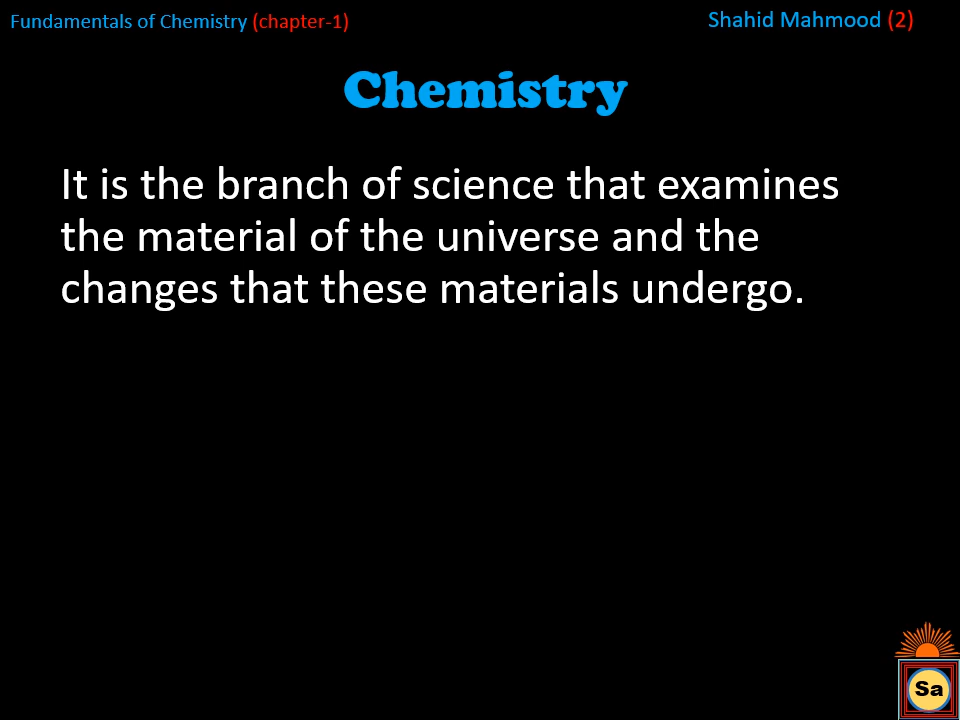 Fundamentals of Chemistry (chapter-1)
Shahid Mahmood (2)
Chemistry
It is the branch of science that examines
the material of the universe and the
changes that these materials undergo.
Sa